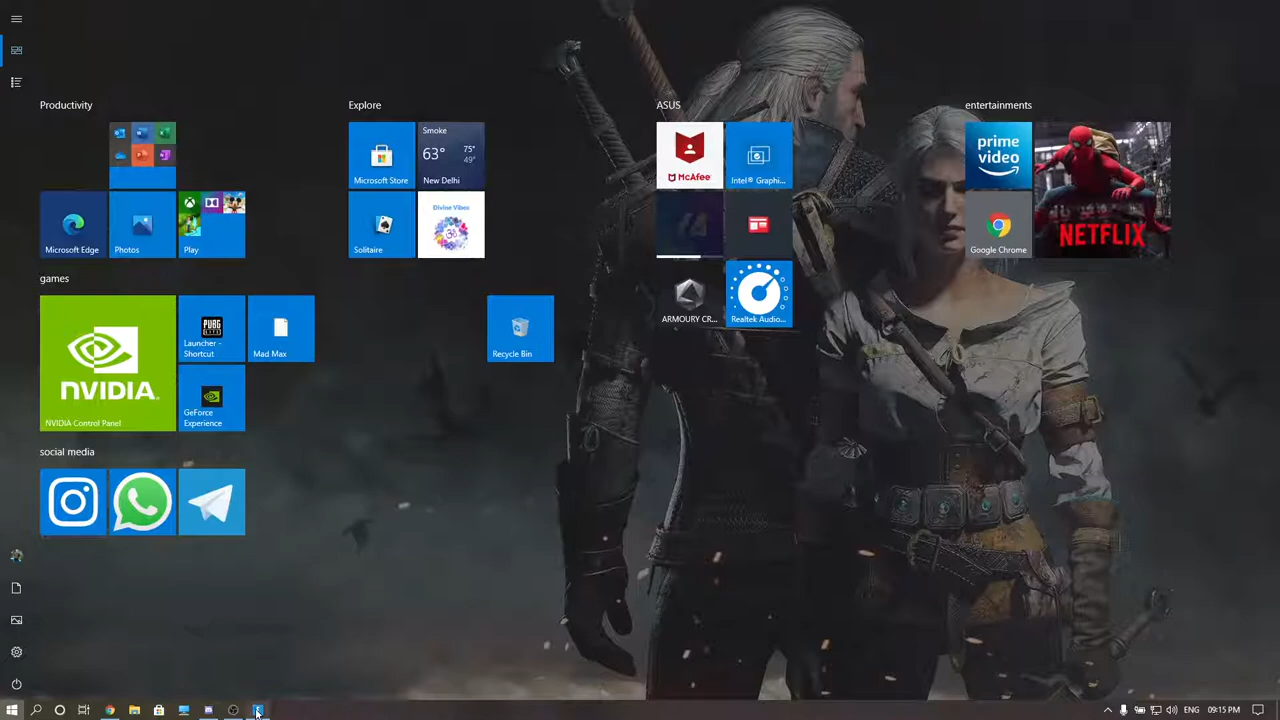 Productivity
Explore
ASUS
entertainments
Microsoft Store
Smoke
63°
75°
49°
New Delhi
McAfee
Intel® Graphi...
prime
video
Microsoft Edge
Photos
Play
Solitaire
Divine Vibes
Google Chrome
NETFLIX
games
ARMOURY CR...
Realtek Audio...
NVIDIA
NVIDIA Control Panel
PUBG
Launcher -
Shortcut
Mad Max
Recycle Bin
GeForce
Experience
social media
ENG
09:15 PM